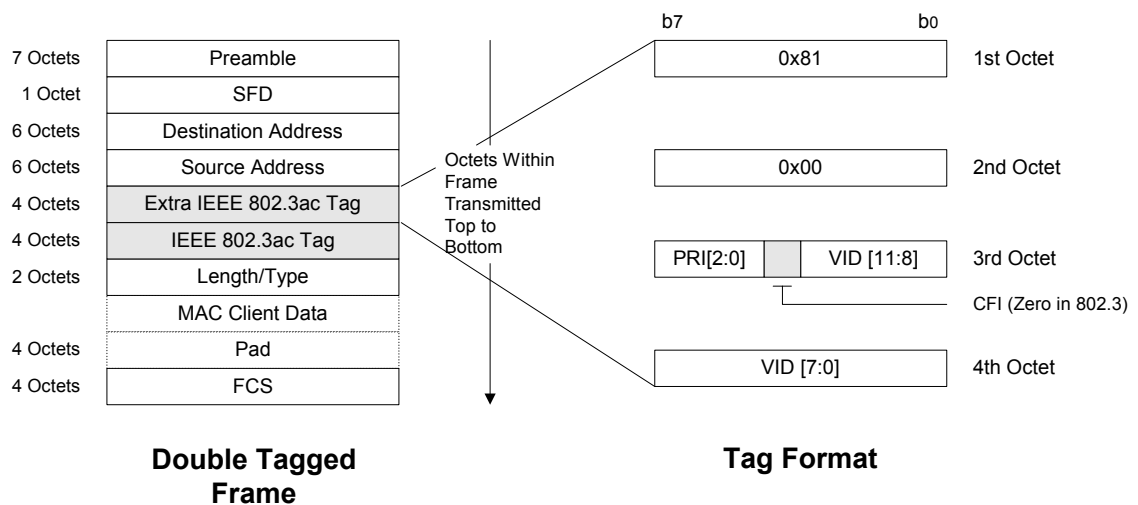 7 Octets
Preamble
1 Octet
SFD
6 Octets
Destination Address
6 Octets
Source Address
4 Octets
Extra IEEE 802.3ac Tag
4 Octets
IEEE 802.3ac Tag
2 Octets
Length/Type
MAC Client Data
4 Octets
Pad
4 Octets
FCS
Octets Within
Frame
Transmitted
Top to
Bottom
Double Tagged
Frame
b7
b0
0x81
1st Octet
0x00
2nd Octet
PRI[2:0]
VID [11:8]
3rd Octet
CFI (Zero in 802.3)
VID [7:0]
4th Octet
Tag Format